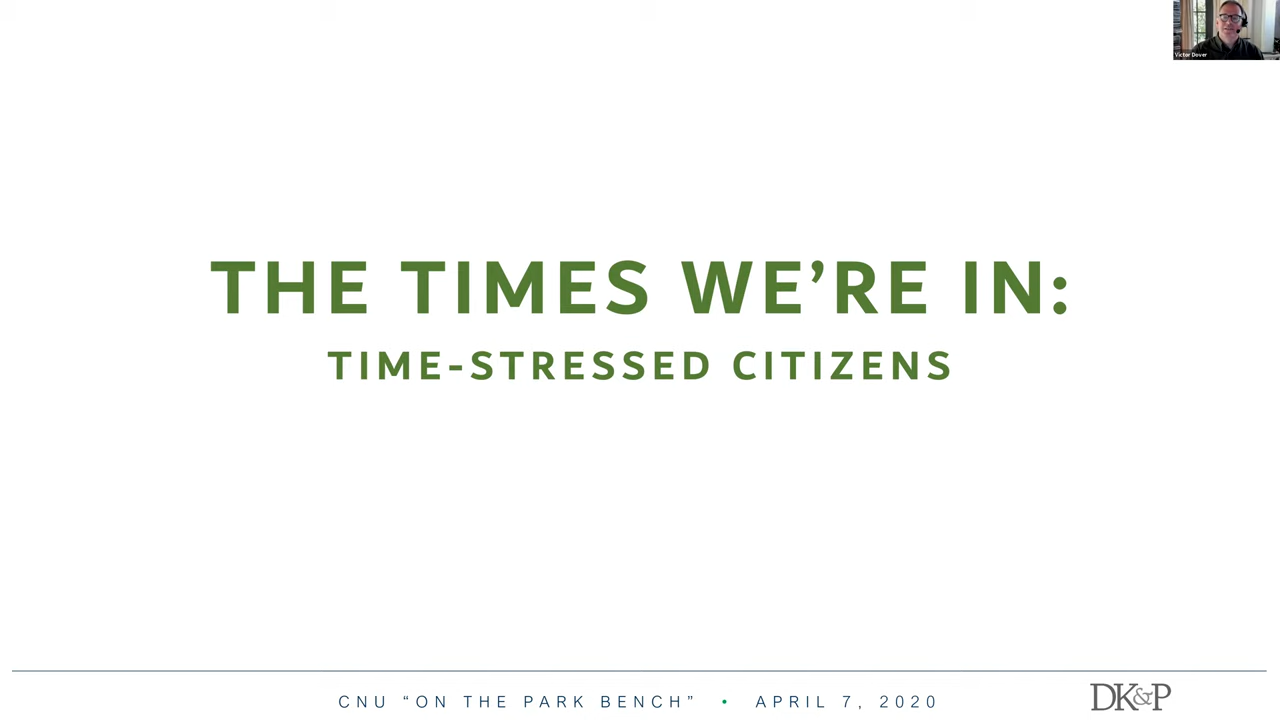 Victor Dover
THE TIMES WE’RE IN:
TIME-STRESSED CITIZENS
CNU “ON THE PARK BENCH” • APRIL 7, 2020
DK&P